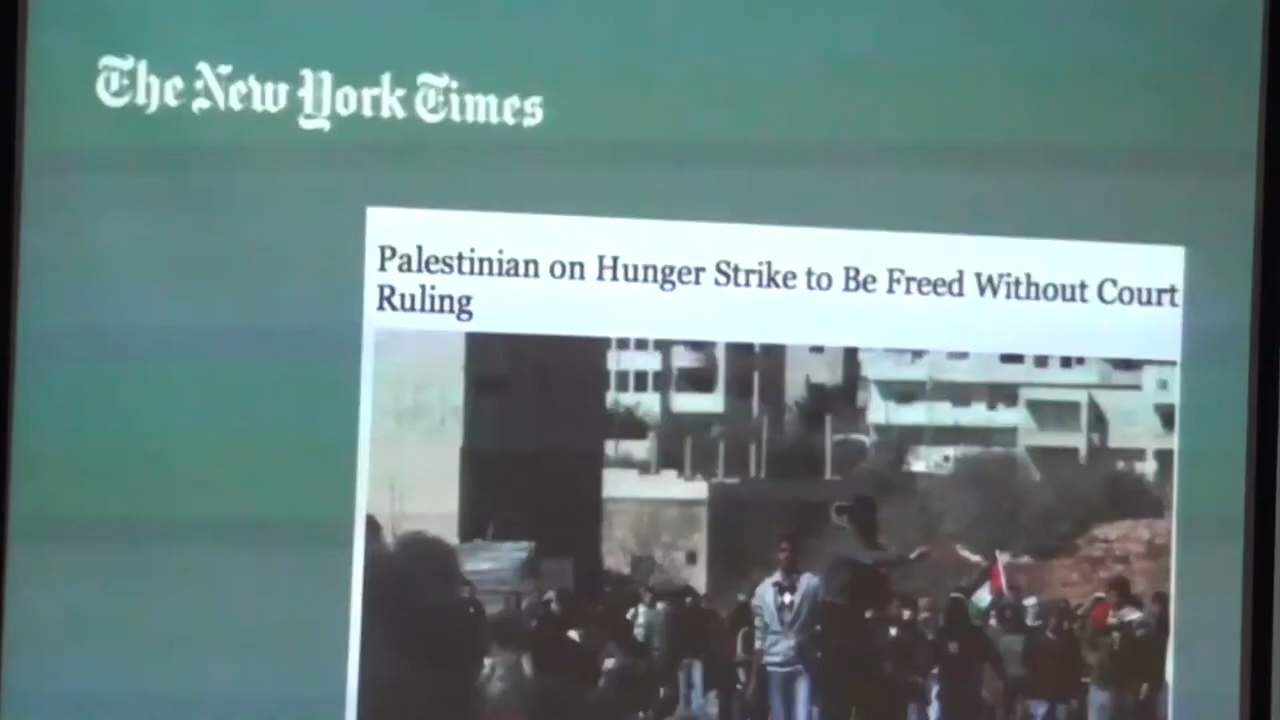 The New York Times
Palestinian on Hunger Strike to Be Freed Without Court
Ruling